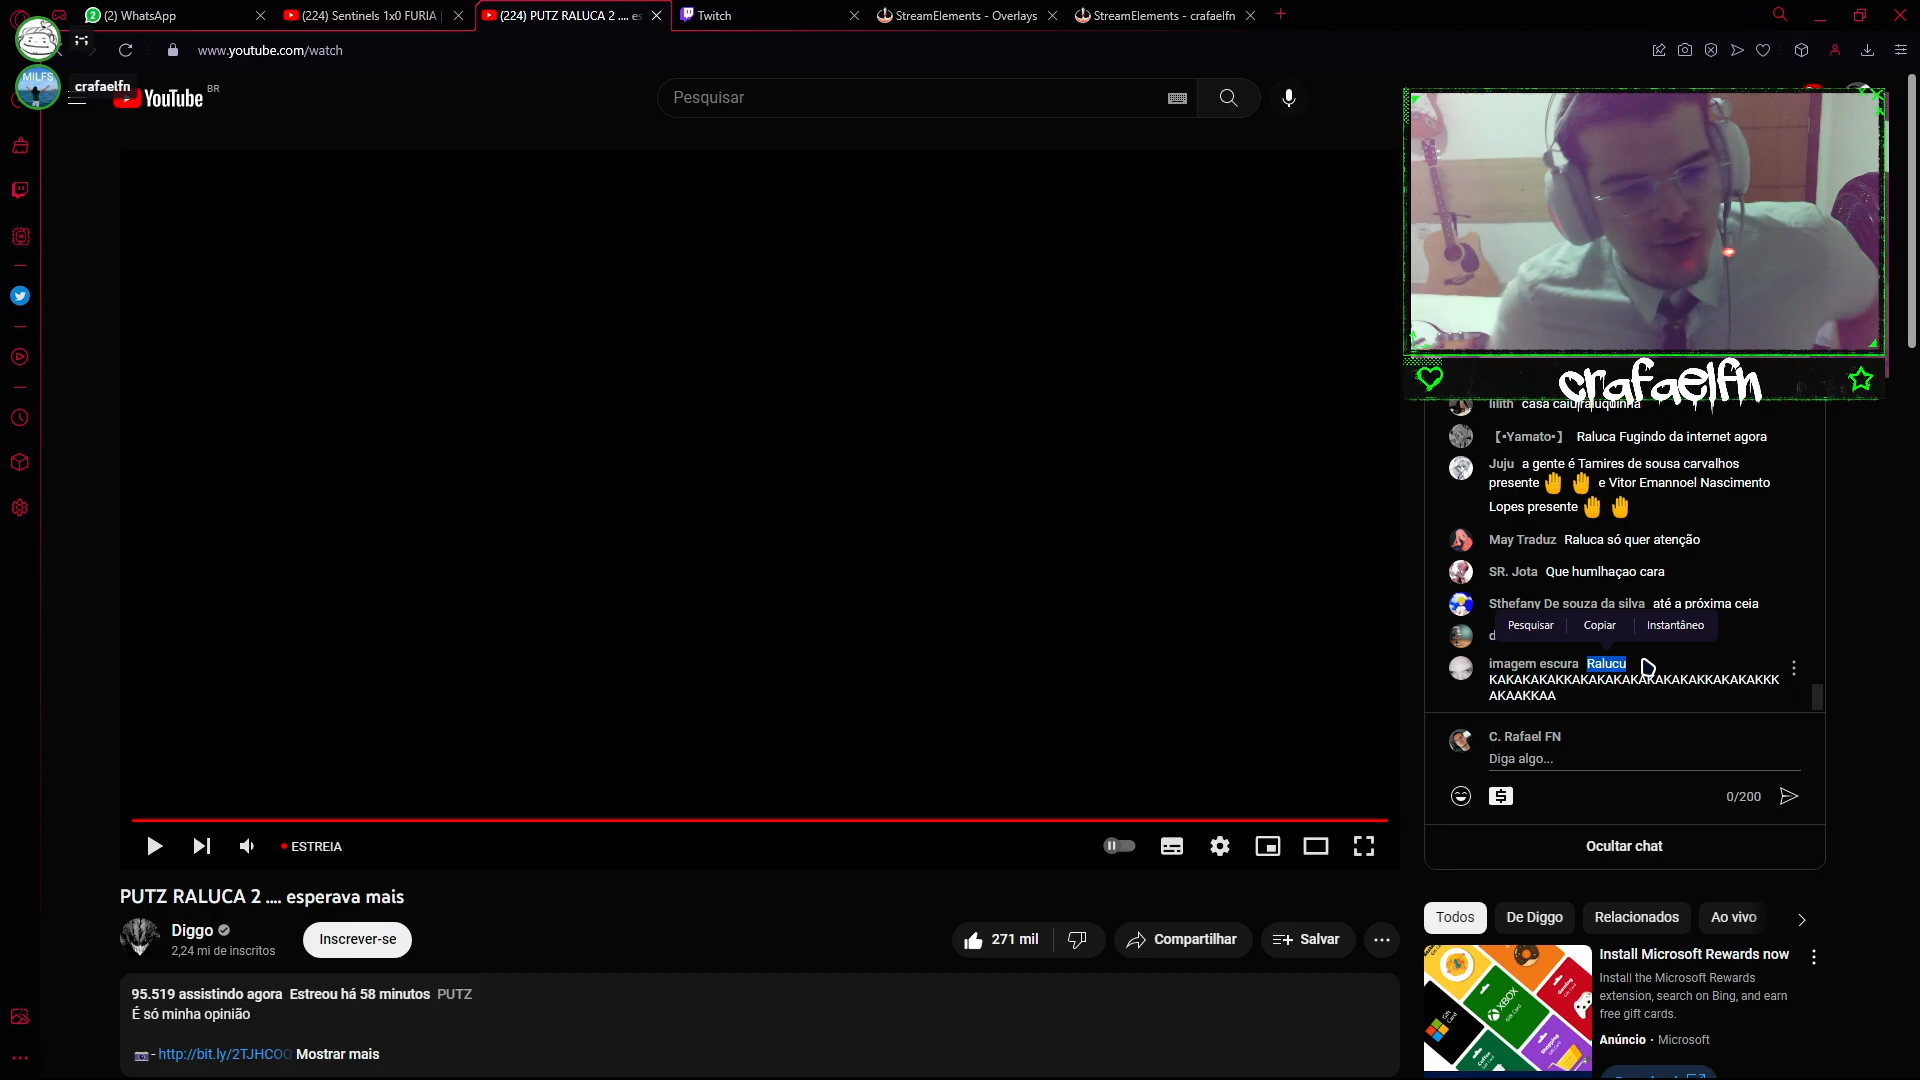 (2) WhatsApp
(224) Sentinels 1x0 FURIA |
(224) PUTZ RALUCA 2 .... es
Twitch
StreamElements - Overlays
StreamElements - crafaelfn
;-;
www.youtube.com/watch
MILFS
crafaelfn
YouTube BR
Pesquisar
crafaelfn
lilith casa caiu raluquinha
【•Yamato•】 Raluca Fugindo da internet agora
Juju a gente é Tamires de sousa carvalhos
presente 🤚 🤚 e Vitor Emannoel Nascimento
Lopes presente 🤚 🤚
May Traduz Raluca só quer atenção
SR. Jota Que humlhaçao cara
Sthefany De souza da silva até a próxima ceia
Pesquisar Copiar Instantâneo
imagem escura Ralucu
KAKAKAKAKKAKAKAKAKAKAKAKAKAKKAKAKAKKK
AKAAKKAA
C. Rafael FN
Diga algo...
0/200
Ocultar chat
ESTREIA
PUTZ RALUCA 2 .... esperava mais
Diggo
2,24 mi de inscritos
Inscrever-se
271 mil
Compartilhar
Salvar
95.519 assistindo agora Estreou há 58 minutos PUTZ
É só minha opinião
- http://bit.ly/2TJHCOQ Mostrar mais
Todos De Diggo Relacionados Ao vivo
Install Microsoft Rewards now
Install the Microsoft Rewards
extension, search on Bing, and earn
free gift cards.
Anúncio · Microsoft
XBOX